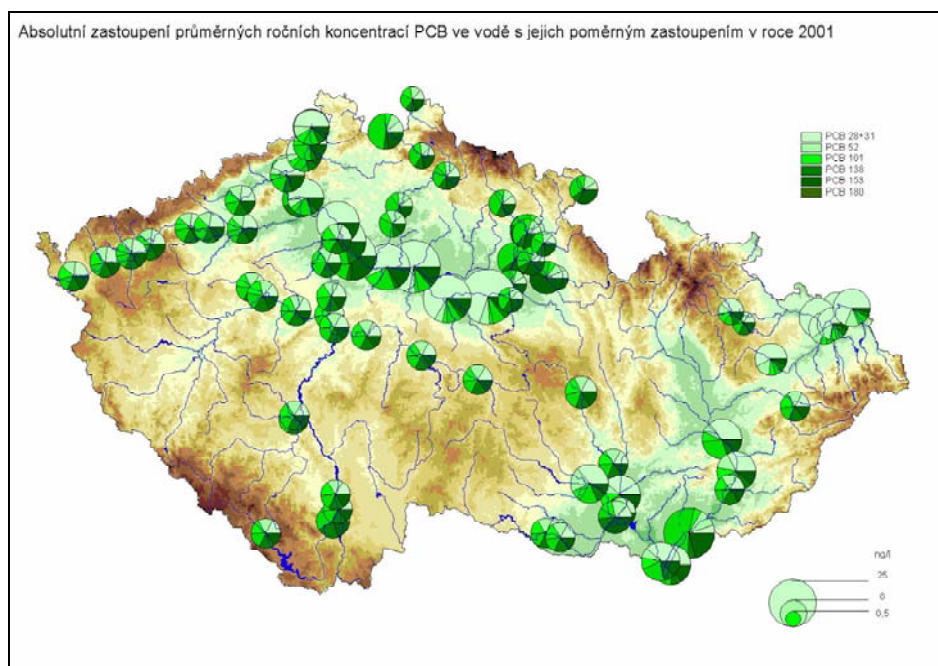 Absolutní zastoupení průměrných ročních koncentrací PCB ve vodě s jejich poměrným zastoupením v roce 2001
PCB 28+31
PCB 52
PCB 101
PCB 138
PCB 153
PCB 180
ng/l
25
6
0,5